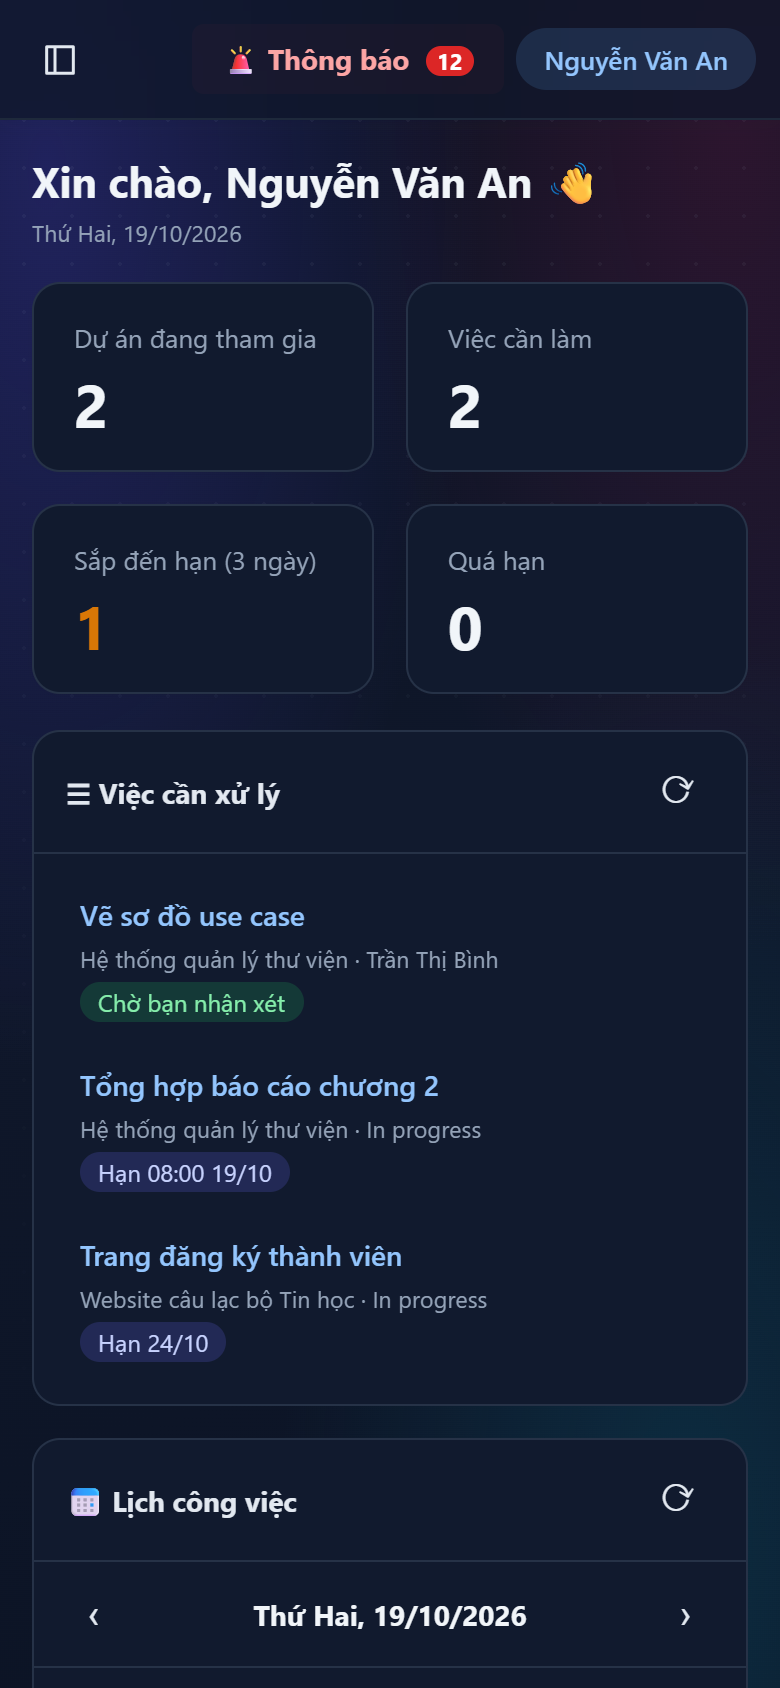 Thông báo 12
Nguyễn Văn An
Xin chào, Nguyễn Văn An
Thứ Hai, 19/10/2026
Dự án đang tham gia
2
Việc cần làm
2
Sắp đến hạn (3 ngày)
1
Quá hạn
0
Việc cần xử lý
Vẽ sơ đồ use case
Hệ thống quản lý thư viện · Trần Thị Bình
Chờ bạn nhận xét
Tổng hợp báo cáo chương 2
Hệ thống quản lý thư viện · In progress
Hạn 08:00 19/10
Trang đăng ký thành viên
Website câu lạc bộ Tin học · In progress
Hạn 24/10
Lịch công việc
‹ Thứ Hai, 19/10/2026 ›